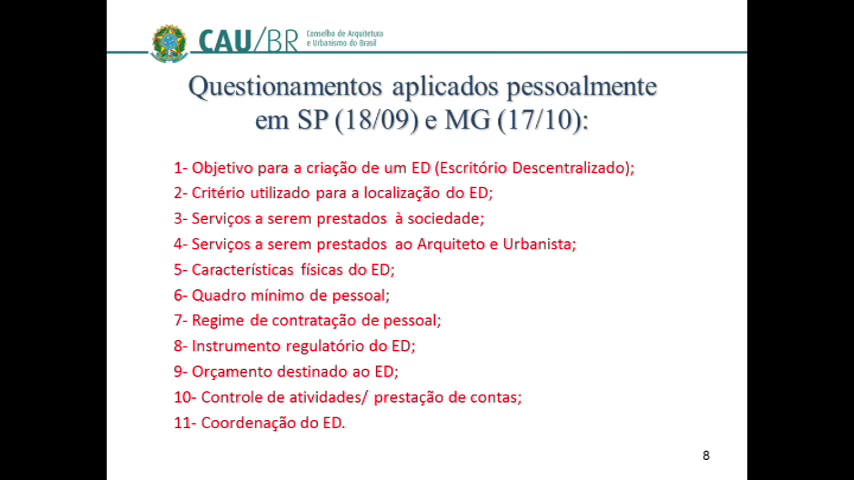 CAU/BR
Conselho de Arquitetura
e Urbanismo do Brasil
Questionamentos aplicados pessoalmente
em SP (18/09) e MG (17/10):
1- Objetivo para a criação de um ED (Escritório Descentralizado);
2- Critério utilizado para a localização do ED;
3- Serviços a serem prestados à sociedade;
4- Serviços a serem prestados ao Arquiteto e Urbanista;
5- Características físicas do ED;
6- Quadro mínimo de pessoal;
7- Regime de contratação de pessoal;
8- Instrumento regulatório do ED;
9- Orçamento destinado ao ED;
10- Controle de atividades/ prestação de contas;
11- Coordenação do ED.
8